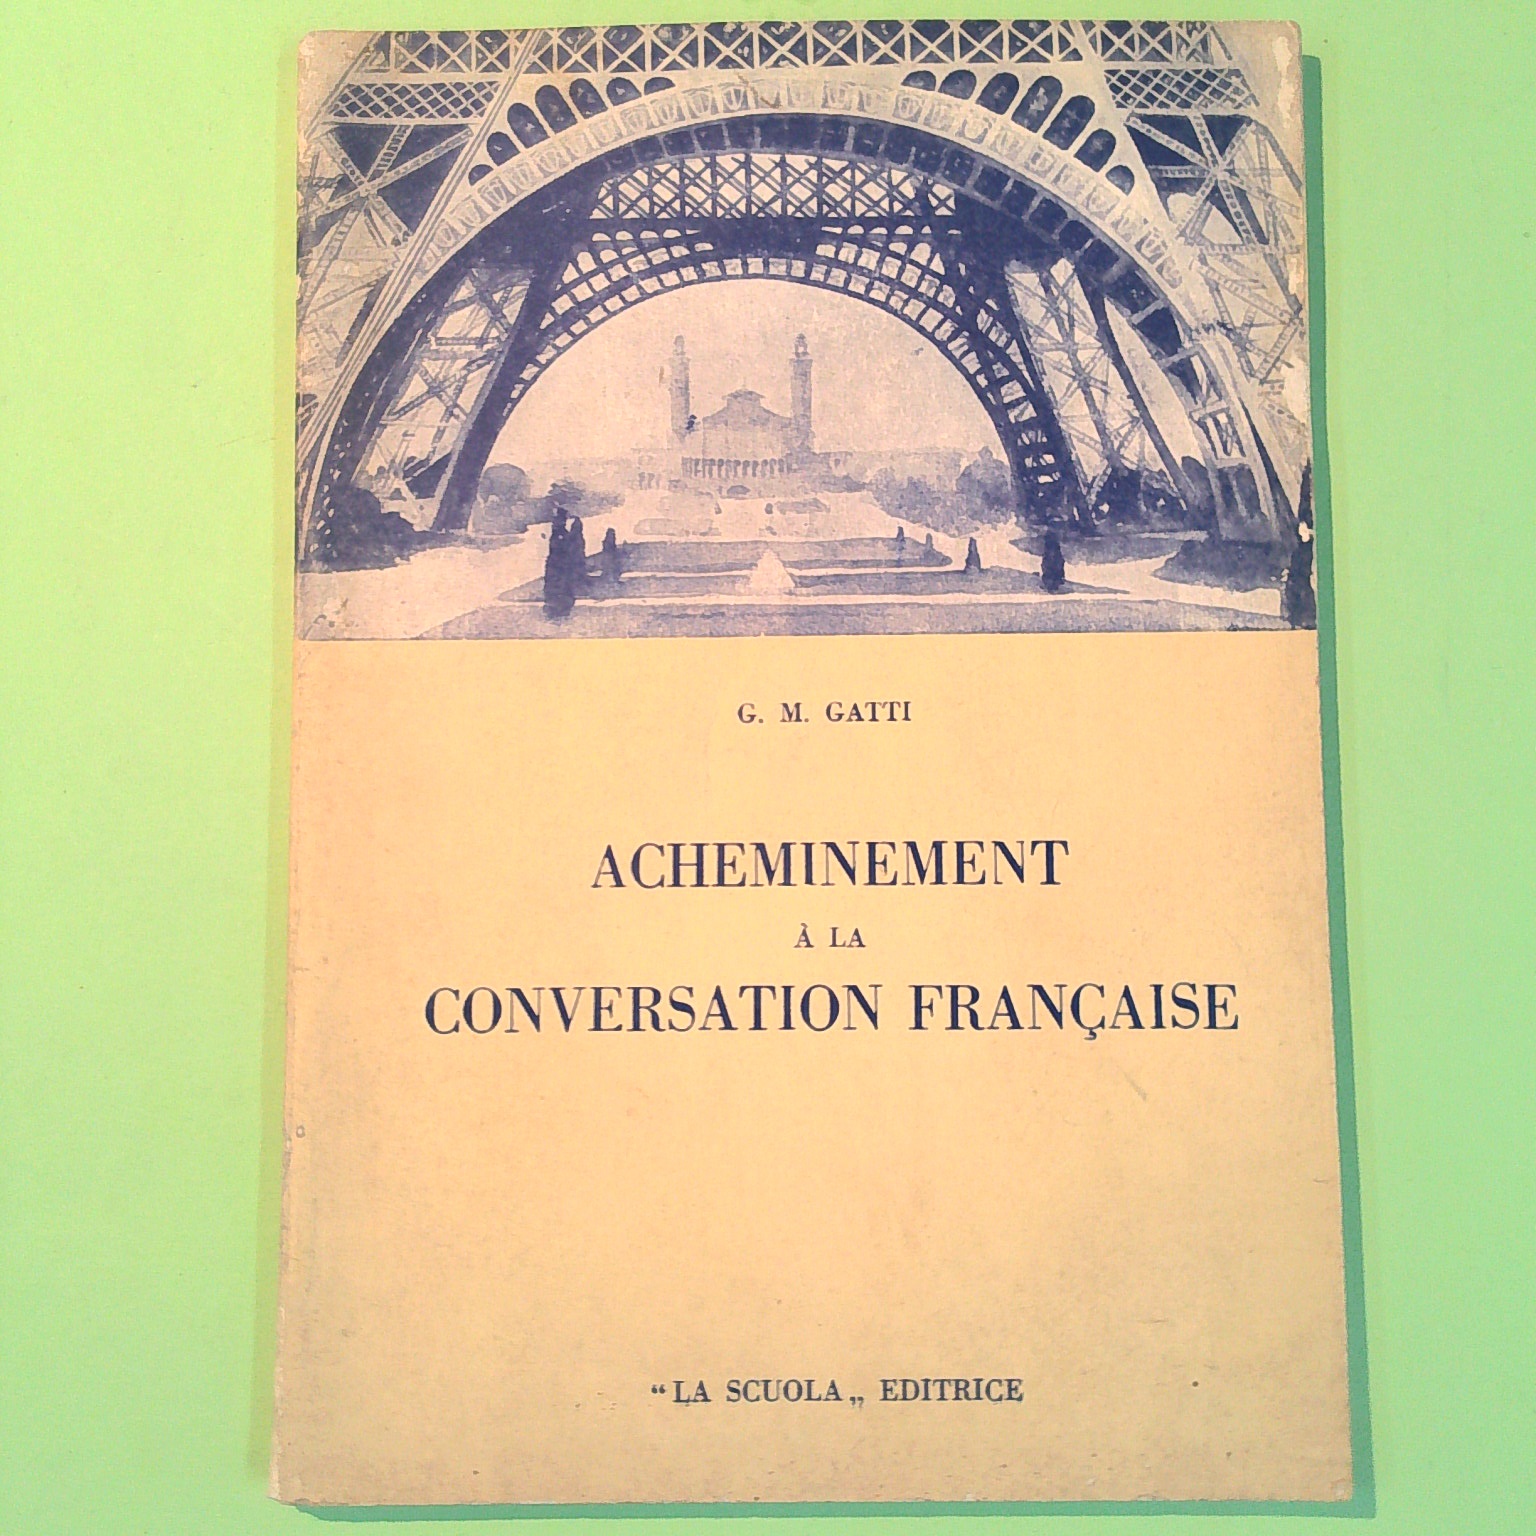 G. M. GATTI
ACHEMINEMENT
À LA
CONVERSATION FRANÇAISE
“LA SCUOLA„ EDITRICE